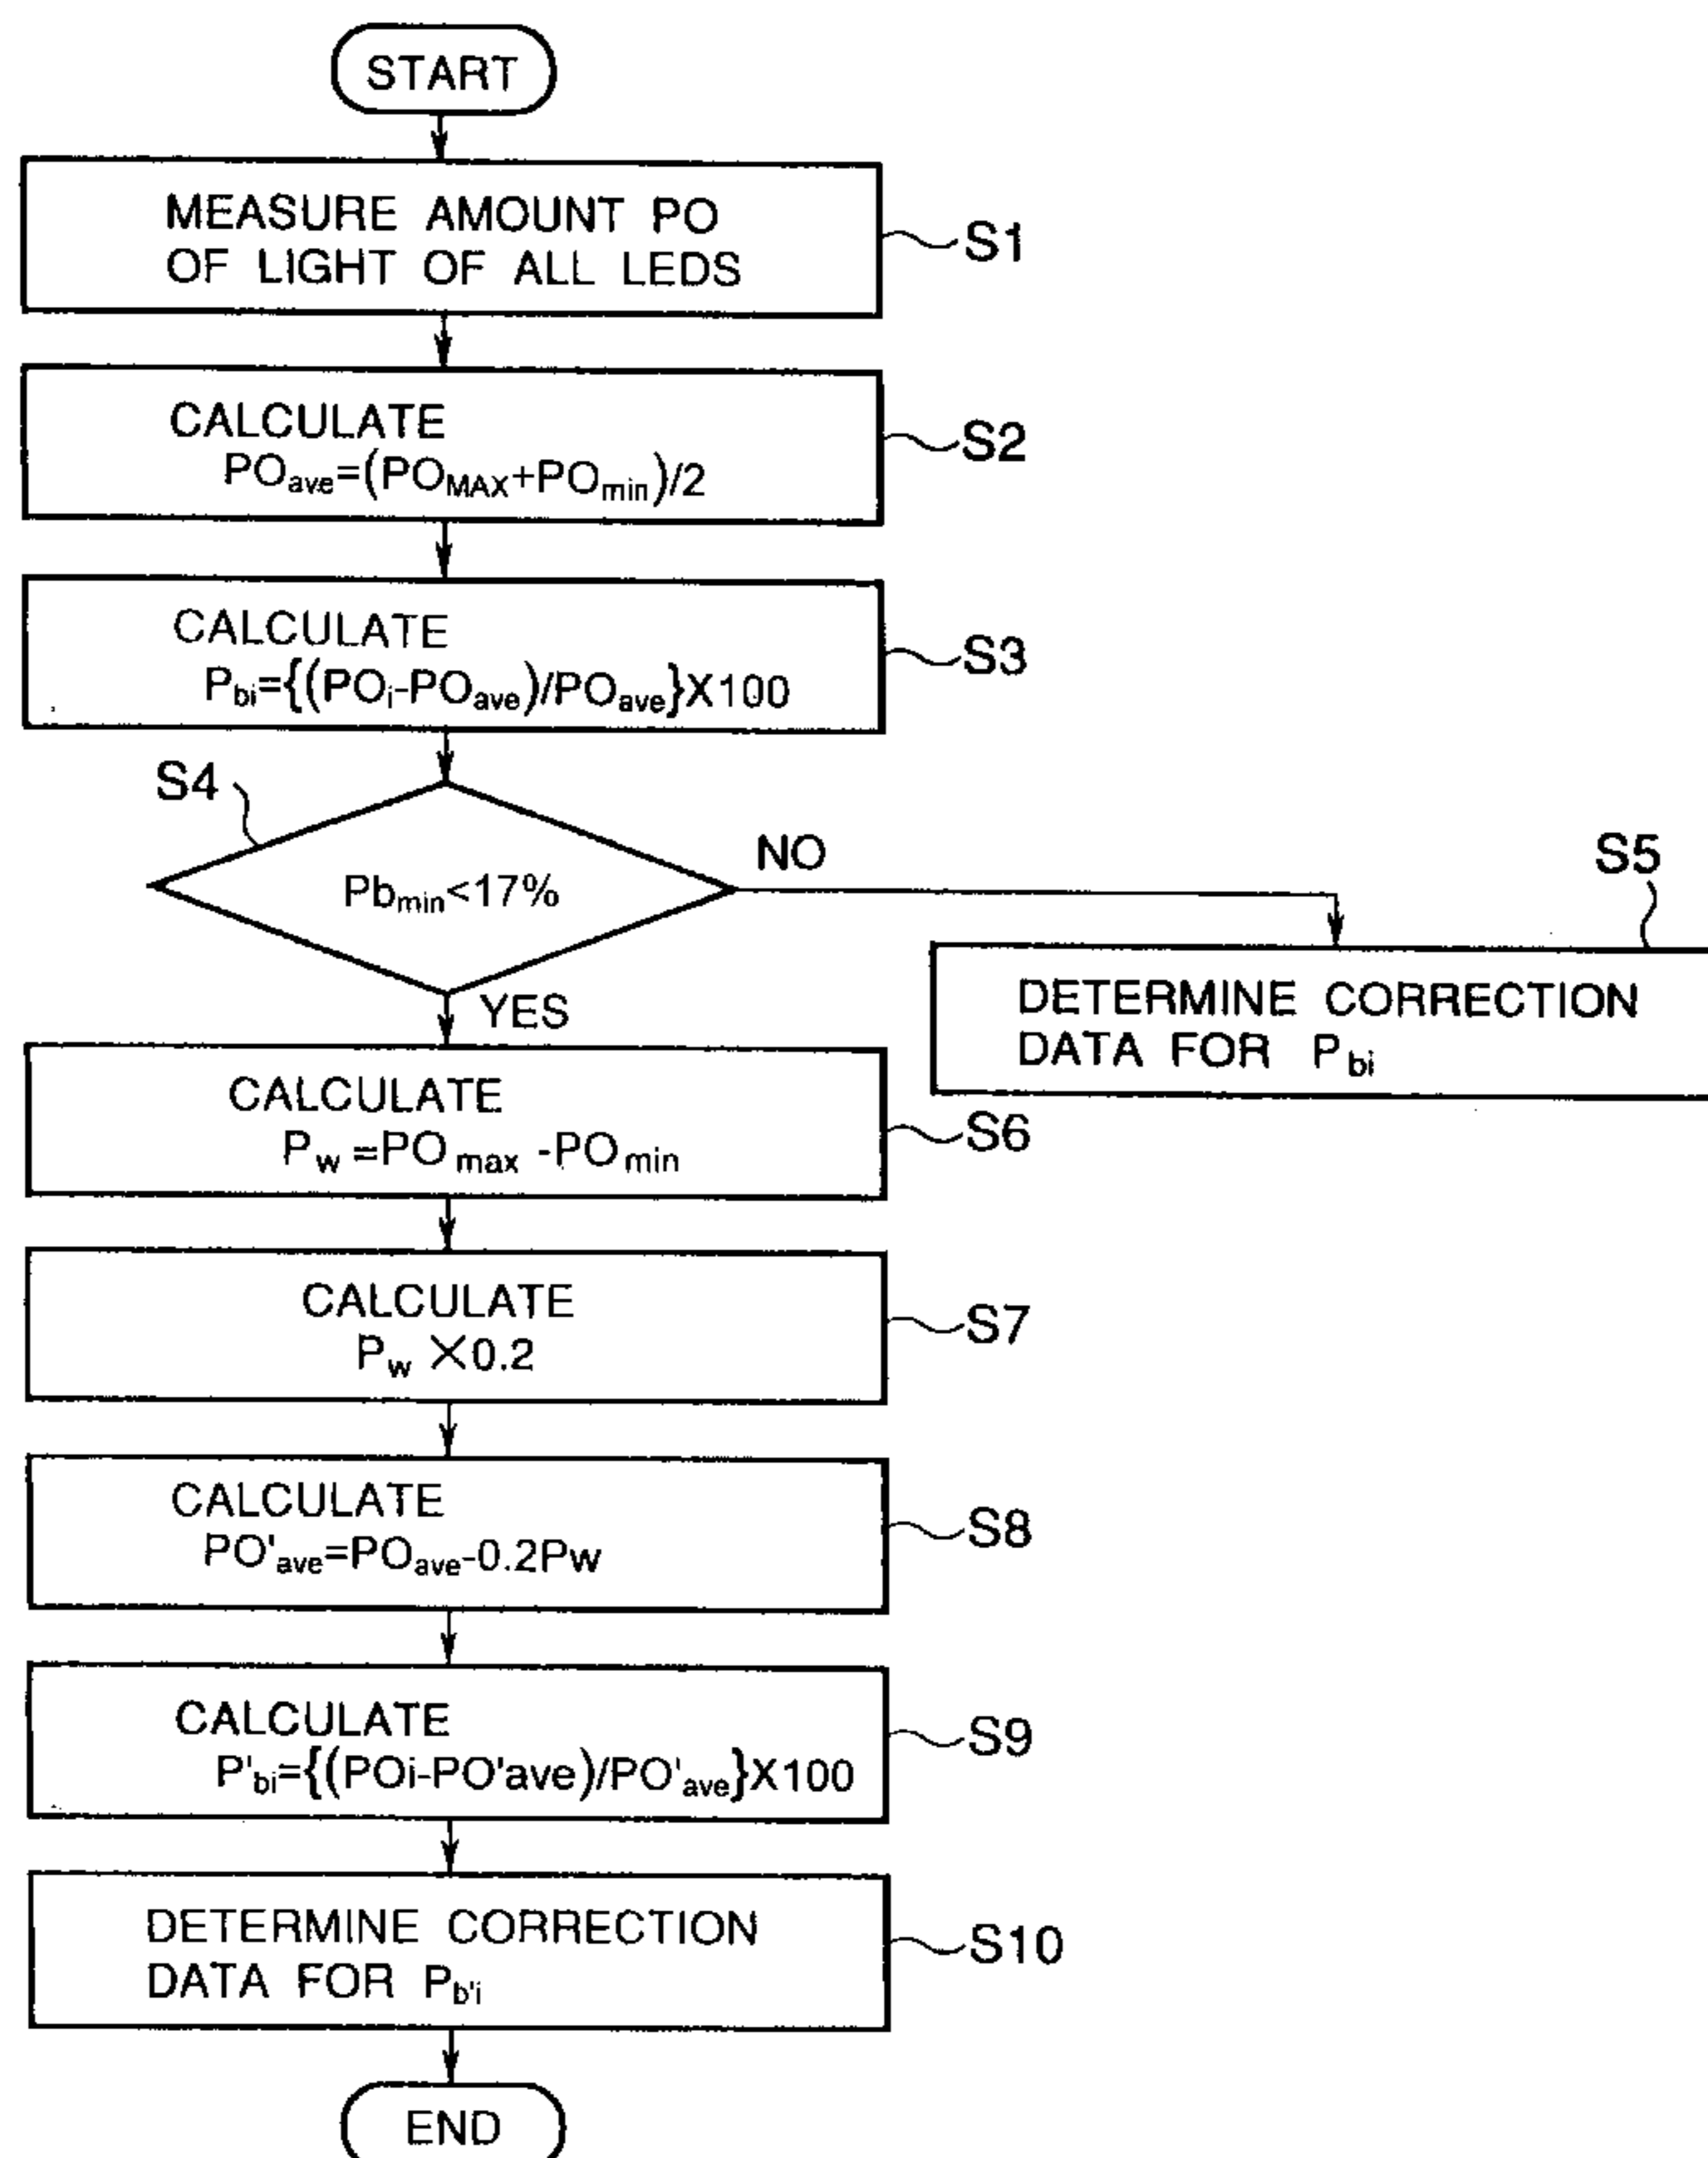 START
MEASURE AMOUNT PO
OF LIGHT OF ALL LEDS
S1
CALCULATE
POave=(POMAX+POmin)/2
S2
CALCULATE
Pbi={(POi-POave)/POave}X100
S3
S4
Pbmin<17%
NO
YES
S5
DETERMINE CORRECTION
DATA FOR Pbi
CALCULATE
Pw=POmax-POmin
S6
CALCULATE
Pw X0.2
S7
CALCULATE
PO'ave=POave-0.2Pw
S8
CALCULATE
P'bi={(POi-PO'ave)/PO'ave}X100
S9
DETERMINE CORRECTION
DATA FOR Pb'i
S10
END